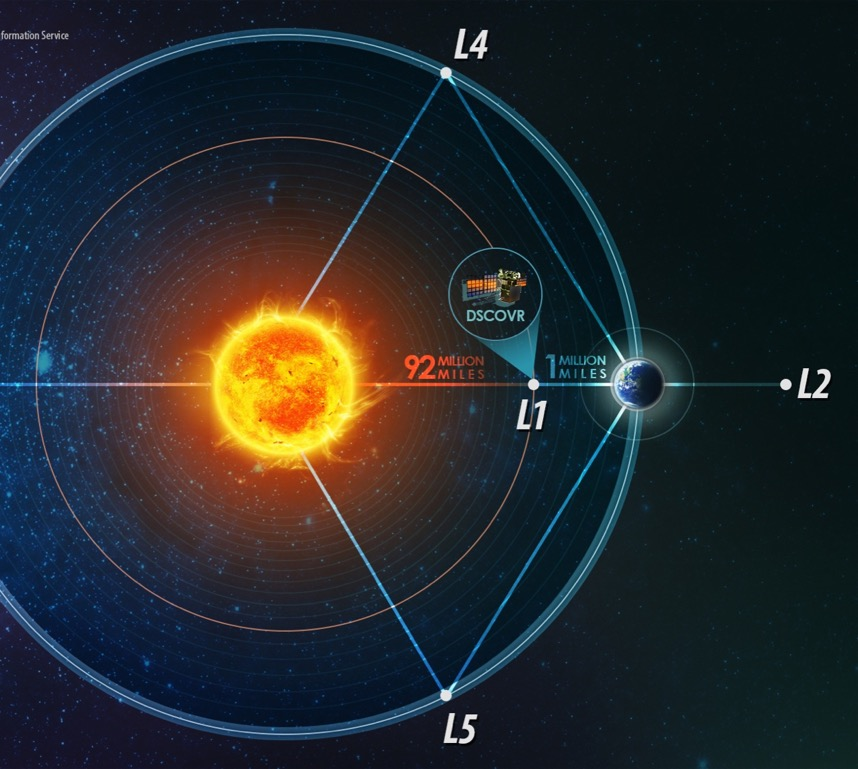 formation Service
L4
DSCOVR
92 MILLION MILES
1 MILLION MILES
L1
L2
L5